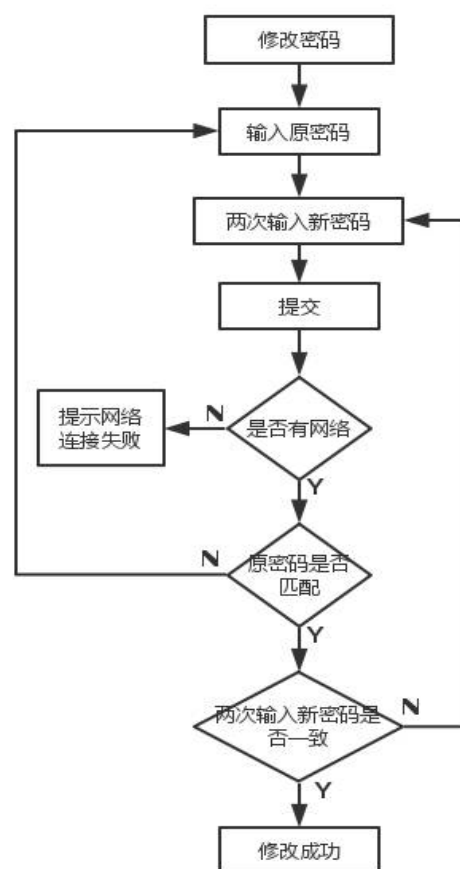 修改密码
输入原密码
两次输入新密码
提交
N
是否有网络
提示网络
连接失败
Y
N
原密码是否
匹配
Y
两次输入新密码是
否一致
N
Y
修改成功